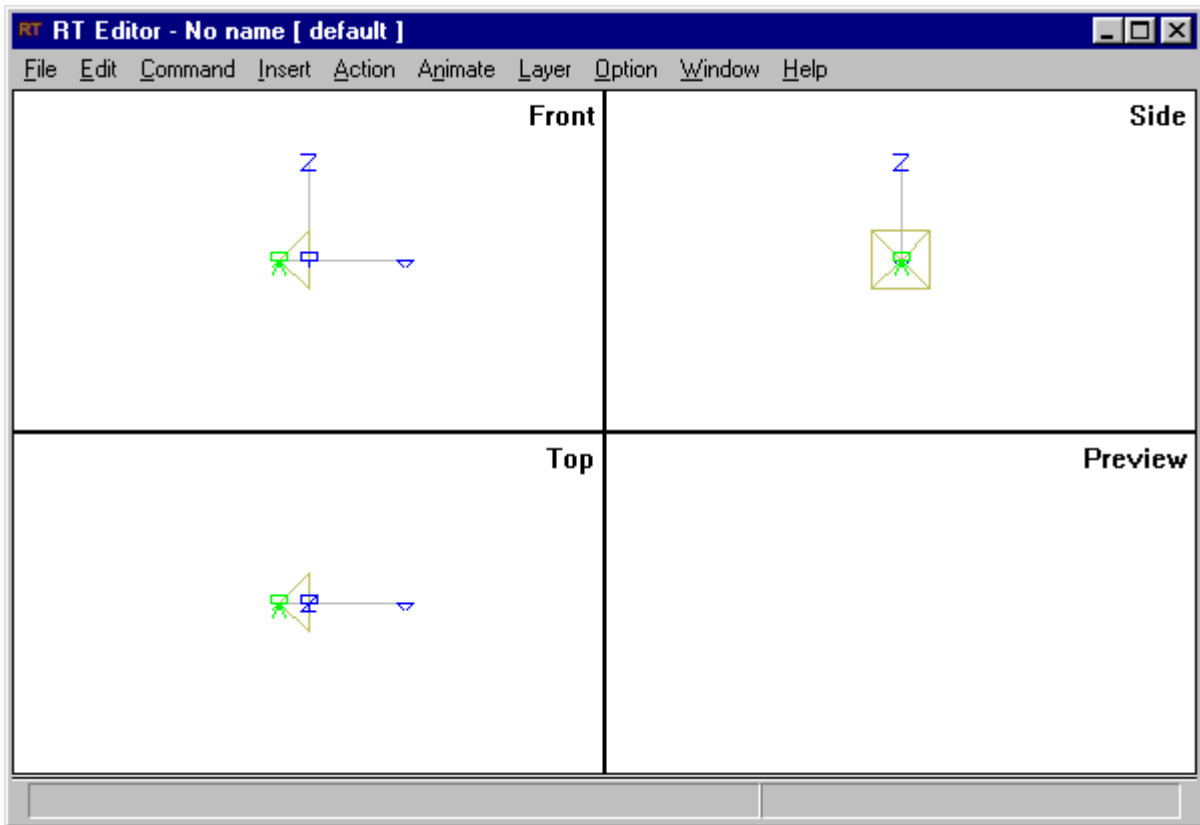 RT RT Editor - No name [ default ]
File Edit Command Insert Action Animate Layer Option Window Help
Front
Side
Z
Z
Top
Preview